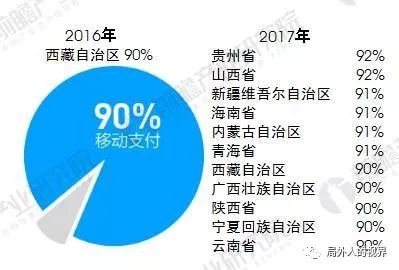 2016年
西藏自治区 90%
90%
移动支付
2017年
贵州省 92%
山西省 92%
新疆维吾尔自治区 91%
海南省 91%
内蒙古自治区 91%
青海省 91%
西藏自治区 90%
广西壮族自治区 90%
陕西省 90%
宁夏回族自治区 90%
云南省 90%
局外人的视界